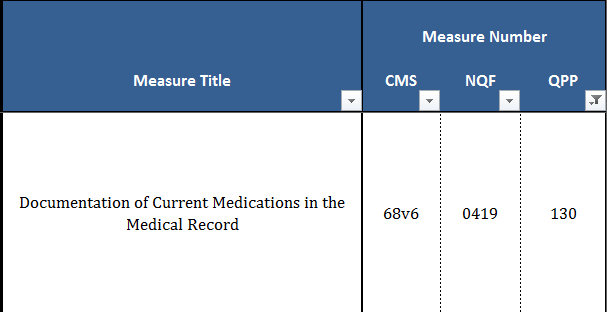 Measure Number
Measure Title CMS NQF QPP
Documentation of Current Medications in the
Medical Record
68v6 0419 130